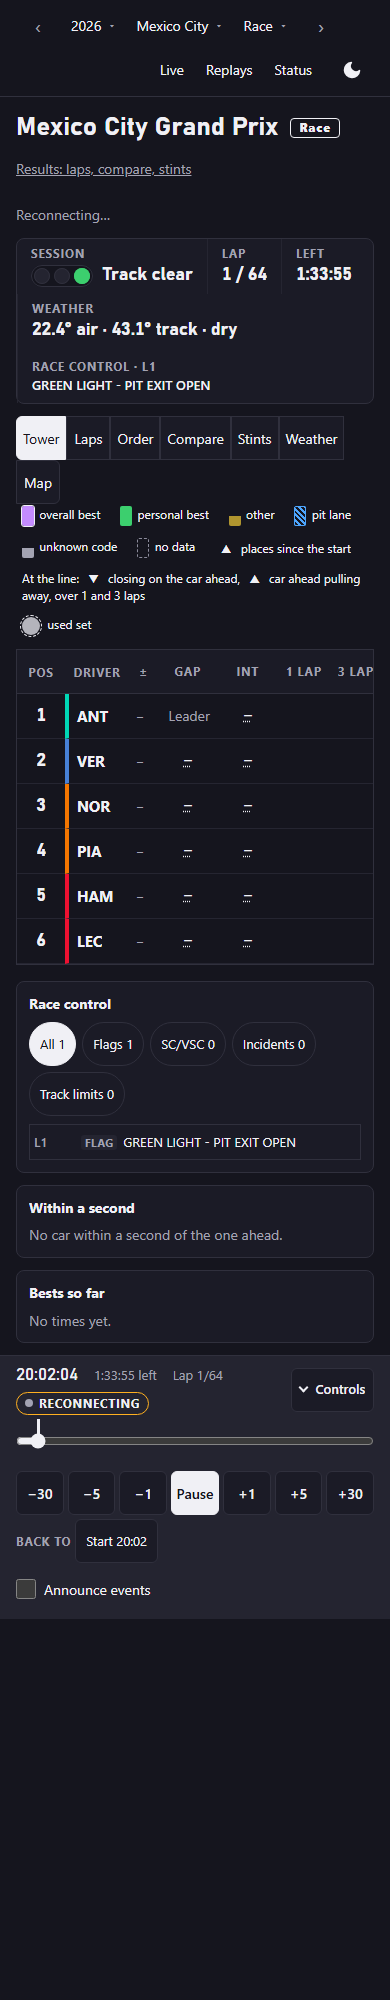 ‹ 2026 Mexico City Race ›
Live Replays Status
Mexico City Grand Prix Race
Results: laps, compare, stints
Reconnecting…
SESSION LAP LEFT
Track clear 1 / 64 1:33:55
WEATHER
22.4° air · 43.1° track · dry
RACE CONTROL · L1
GREEN LIGHT - PIT EXIT OPEN
Tower Laps Order Compare Stints Weather
Map
overall best personal best other pit lane
unknown code no data ▲ places since the start
At the line: ▼ closing on the car ahead, ▲ car ahead pulling
away, over 1 and 3 laps
used set
POS DRIVER ± GAP INT 1 LAP 3 LAP
1 ANT – Leader –
2 VER – – –
3 NOR – – –
4 PIA – – –
5 HAM – – –
6 LEC – – –
Race control
All 1 Flags 1 SC/VSC 0 Incidents 0
Track limits 0
L1 FLAG GREEN LIGHT - PIT EXIT OPEN
Within a second
No car within a second of the one ahead.
Bests so far
No times yet.
20:02:04 1:33:55 left Lap 1/64
Controls
RECONNECTING
−30 −5 −1 Pause +1 +5 +30
BACK TO Start 20:02
Announce events